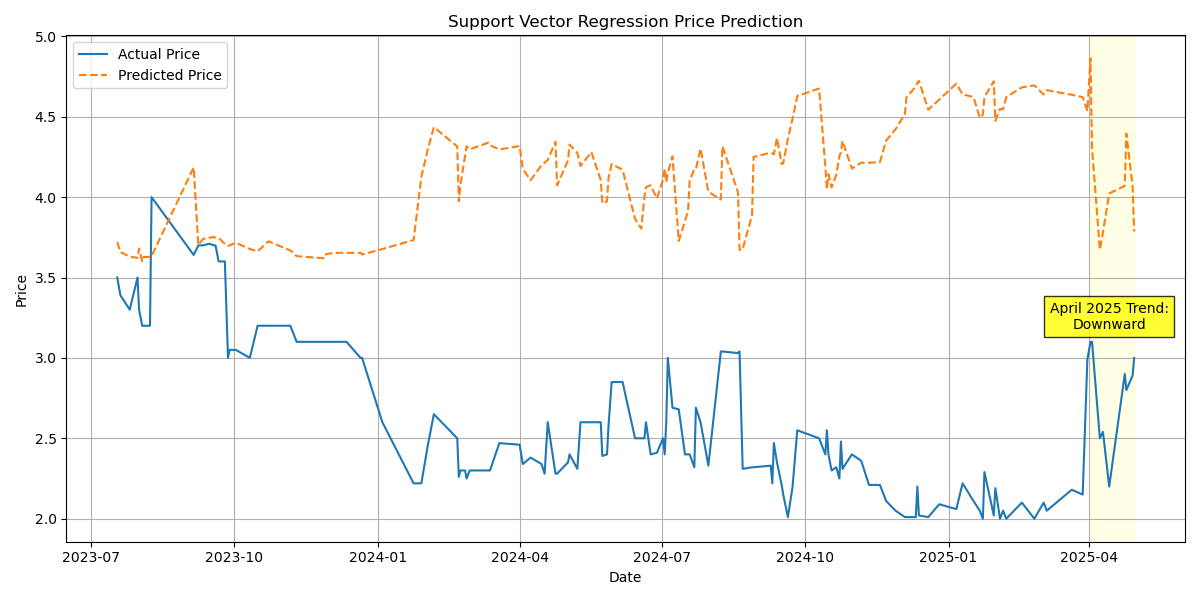 Support Vector Regression Price Prediction
Actual Price
Predicted Price
5.0
4.5
4.0
3.5
3.0
2.5
2.0
Price
April 2025 Trend:
Downward
2023-07
2023-10
2024-01
2024-04
2024-07
2024-10
2025-01
2025-04
Date